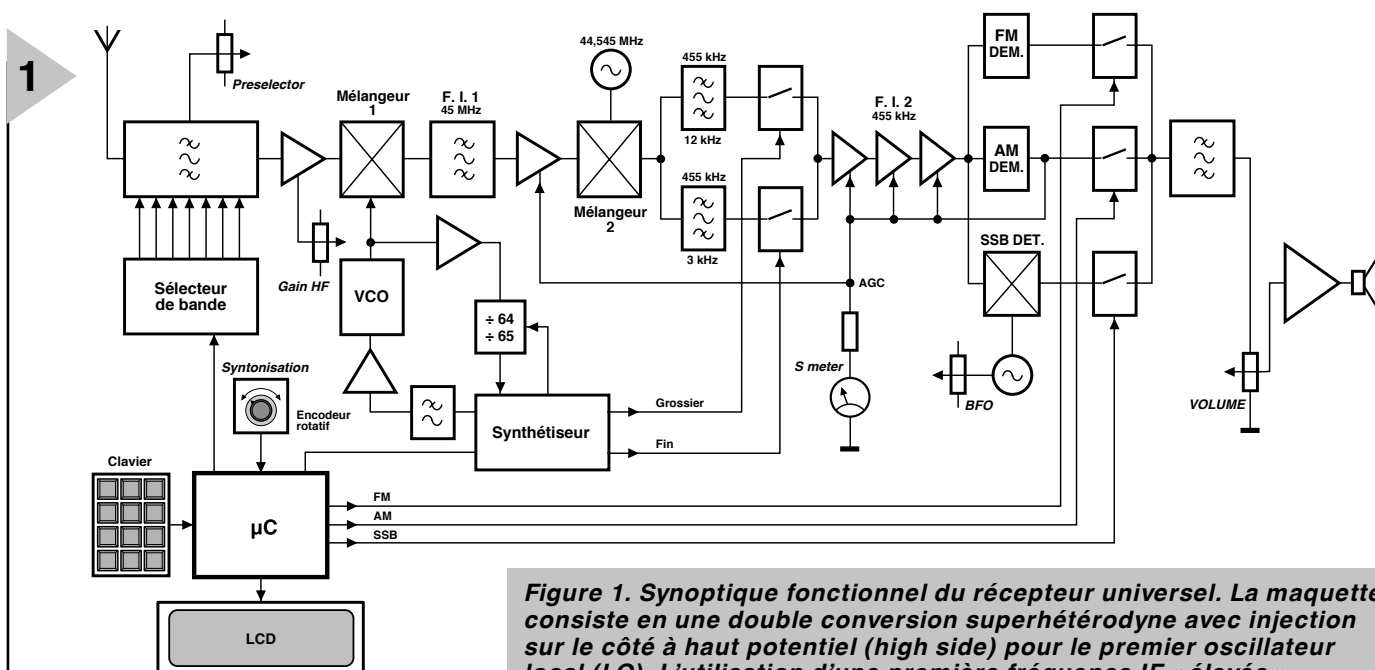 1
44,545 MHz
FM
DEM.
Preselector
Mélangeur
1
F. I. 1
45 MHz
455 kHz
12 kHz
F. I. 2
455 kHz
AM
DEM.
455 kHz
3 kHz
Mélangeur
2
SSB DET.
Sélecteur
de bande
Gain HF
VCO
AGC
÷ 64
÷ 65
Syntonisation
S meter
Encodeur
rotatif
Synthétiseur
Grossier
Fin
BFO
VOLUME
Clavier
µC
FM
AM
SSB
LCD
Figure 1. Synoptique fonctionnel du récepteur universel. La maquette
consiste en une double conversion superhétérodyne avec injection
sur le côté à haut potentiel (high side) pour le premier oscillateur